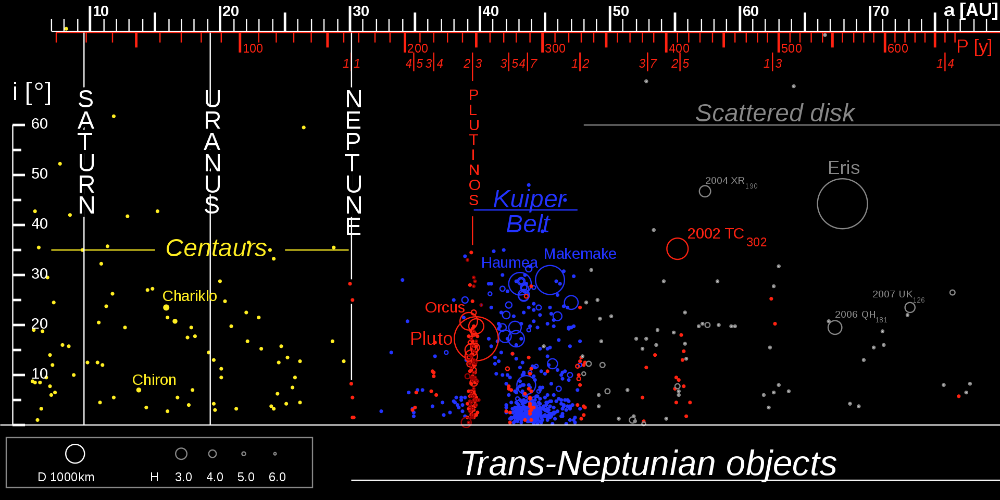 10 20 30 40 50 60 70 a [AU]
100 200 300 400 500 600 P [y]
1|1 4|5 3|4 2|3 3|5 4|7 1|2 3|7 2|5 1|3 1|4
i [°]
60
50
40
30
20
10
SATURN
URANUS
NEPTUNE
PLUTINOS
Scattered disk
Eris
2004 XR190
Kuiper
Belt
2002 TC302
Centaurs
Haumea
Makemake
Chariklo
Orcus
2007 UK126
2006 QH181
Pluto
Chiron
D 1000km
H 3.0 4.0 5.0 6.0
Trans-Neptunian objects